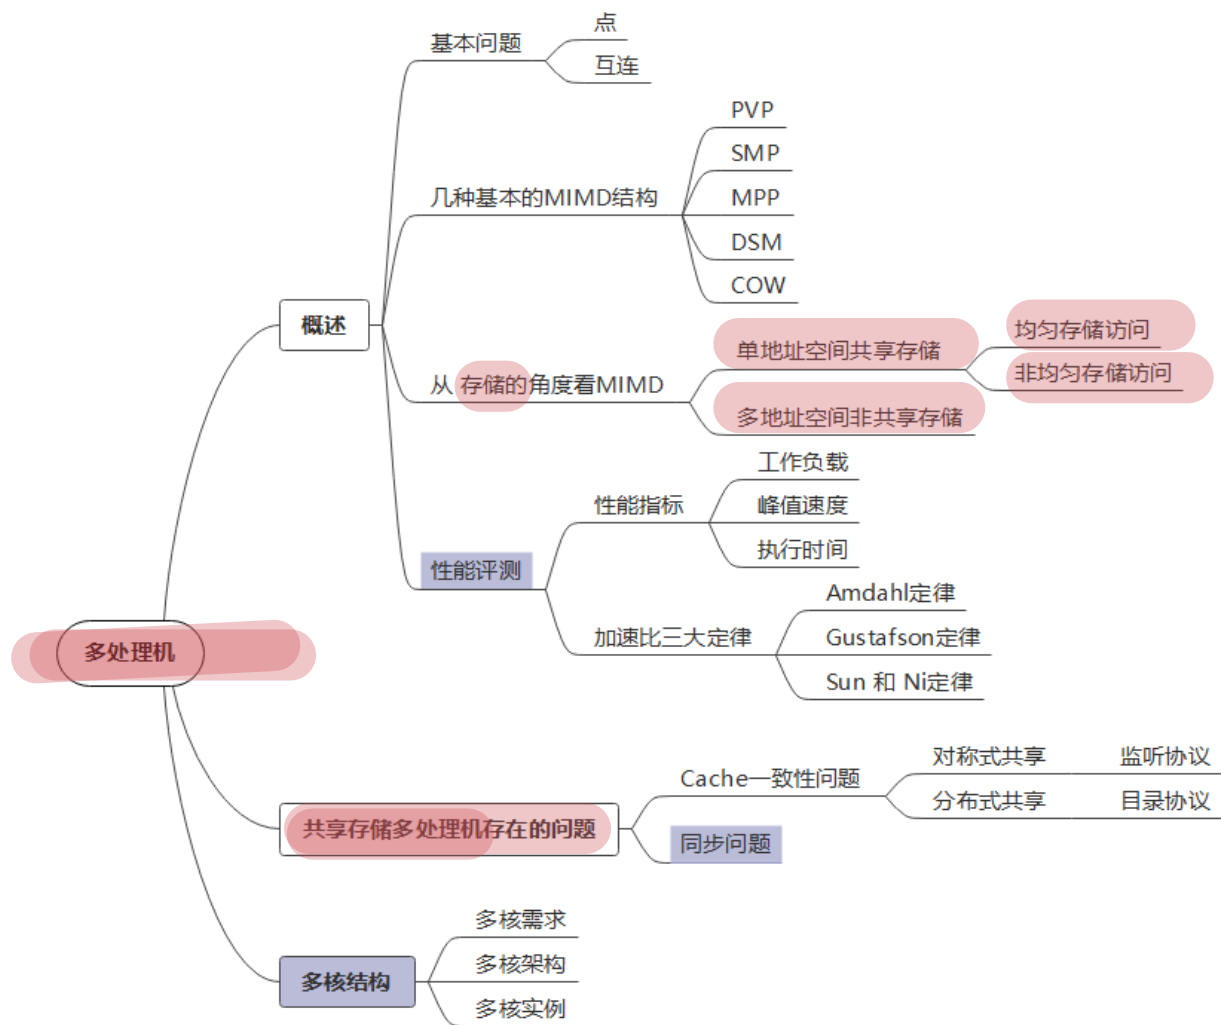 多处理机
概述
基本问题
点
互连
几种基本的MIMD结构
PVP
SMP
MPP
DSM
COW
从 存储的角度看MIMD
单地址空间共享存储
均匀存储访问
非均匀存储访问
多地址空间非共享存储
性能评测
性能指标
工作负载
峰值速度
执行时间
加速比三大定律
Amdahl定律
Gustafson定律
Sun 和 Ni定律
共享存储多处理机存在的问题
Cache一致性问题
对称式共享
监听协议
分布式共享
目录协议
同步问题
多核结构
多核需求
多核架构
多核实例